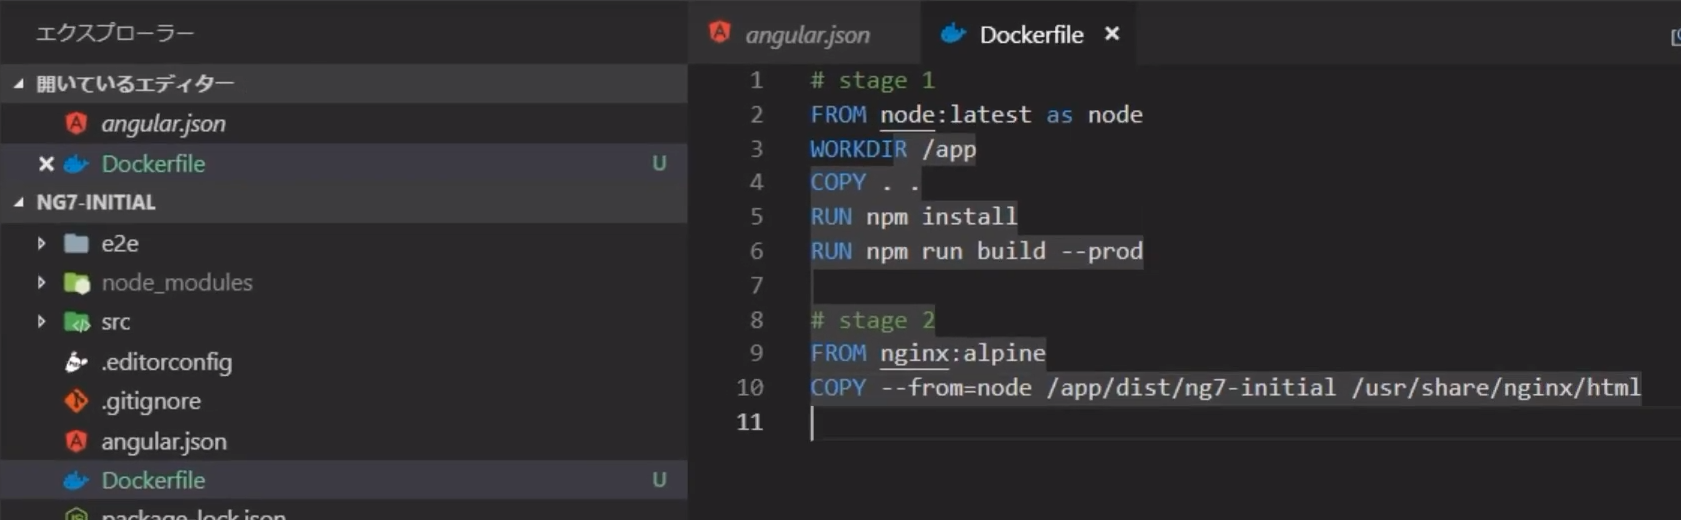 エクスプローラー
開いているエディター
angular.json
Dockerfile U
NG7-INITIAL
e2e
node_modules
src
.editorconfig
.gitignore
angular.json
Dockerfile U
package-lock.json
angular.json Dockerfile
1 # stage 1
2 FROM node:latest as node
3 WORKDIR /app
4 COPY . .
5 RUN npm install
6 RUN npm run build --prod
7
8 # stage 2
9 FROM nginx:alpine
10 COPY --from=node /app/dist/ng7-initial /usr/share/nginx/html
11